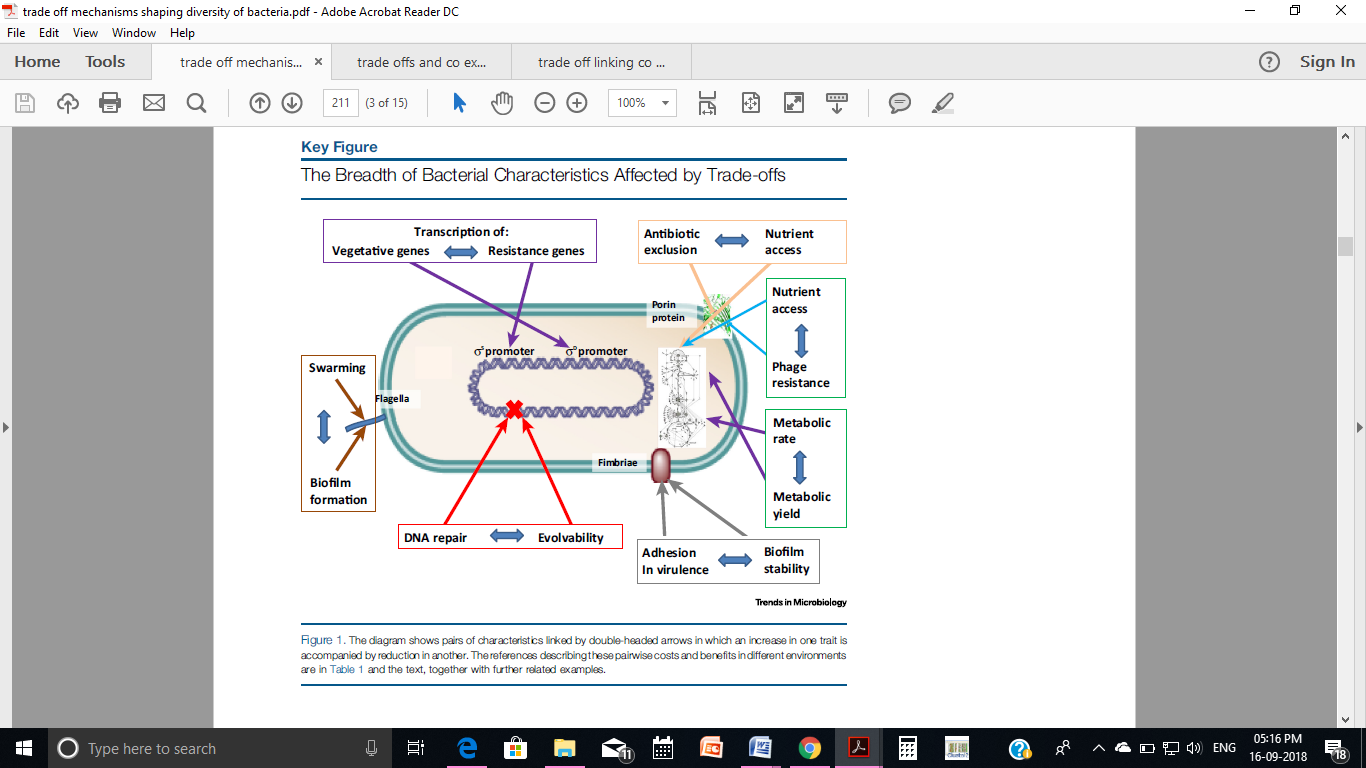 trade off mechanisms shaping diversity of bacteria.pdf - Adobe Acrobat Reader DC
File Edit View Window Help
Home Tools trade off mechanis... × trade offs and co ex... trade off linking co ... Sign In
211 (3 of 15) 100%
Key Figure
The Breadth of Bacterial Characteristics Affected by Trade-offs
Transcription of:
Vegetative genes Resistance genes
Antibiotic exclusion
Nutrient access
Porin protein
Nutrient access
Phage resistance
σˢ promoter σᴰ promoter
Swarming
Flagella
Biofilm formation
Metabolic rate
Metabolic yield
Fimbriae
DNA repair Evolvability
Adhesion In virulence
Biofilm stability
Trends in Microbiology
Figure 1. The diagram shows pairs of characteristics linked by double-headed arrows in which an increase in one trait is
accompanied by reduction in another. The references describing these pairwise costs and benefits in different environments
are in Table 1 and the text, together with further related examples.
Type here to search
11
ENG
05:16 PM
16-09-2018
18